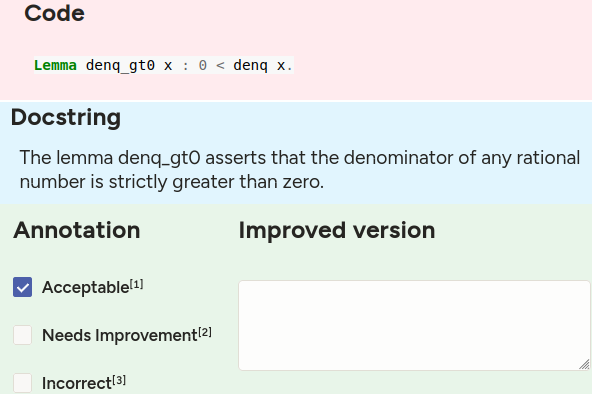 Code
Lemma denq_gt0 x : 0 < denq x.
Docstring
The lemma denq_gt0 asserts that the denominator of any rational
number is strictly greater than zero.
Annotation
Improved version
Acceptable[1]
Needs Improvement[2]
Incorrect[3]